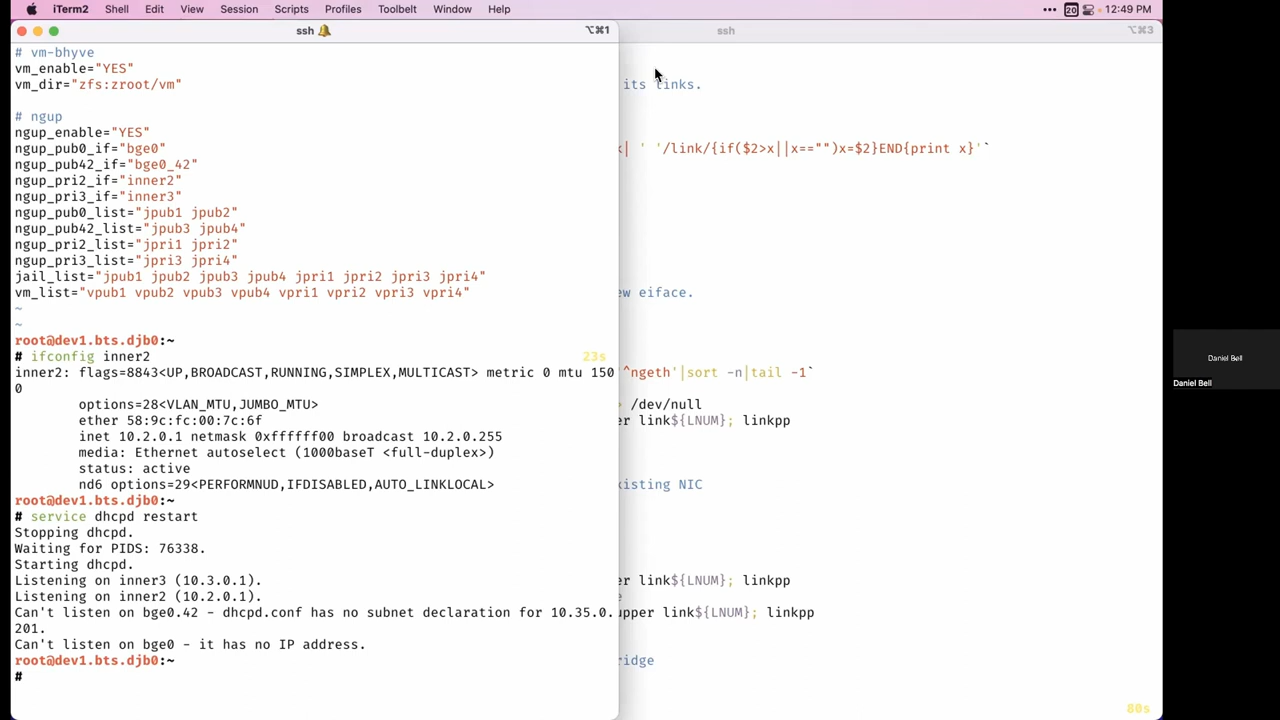 iTerm2 Shell Edit View Session Scripts Profiles Toolbelt Window Help 20 12:49 PM
ssh ⌥⌘1
ssh ⌥⌘3
# vm-bhyve
vm_enable="YES"
vm_dir="zfs:zroot/vm"
# ngup
ngup_enable="YES"
ngup_pub0_if="bge0"
ngup_pub42_if="bge0_42"
ngup_pri2_if="inner2"
ngup_pri3_if="inner3"
ngup_pub0_list="jpub1 jpub2"
ngup_pub42_list="jpub3 jpub4"
ngup_pri2_list="jpri1 jpri2"
ngup_pri3_list="jpri3 jpri4"
jail_list="jpub1 jpub2 jpub3 jpub4 jpri1 jpri2 jpri3 jpri4"
vm_list="vpub1 vpub2 vpub3 vpub4 vpri1 vpri2 vpri3 vpri4"
~
~
root@dev1.bts.djb0:~
# ifconfig inner2 23s
inner2: flags=8843<UP,BROADCAST,RUNNING,SIMPLEX,MULTICAST> metric 0 mtu 150
0
options=28<VLAN_MTU,JUMBO_MTU>
ether 58:9c:fc:00:7c:6f
inet 10.2.0.1 netmask 0xffffff00 broadcast 10.2.0.255
media: Ethernet autoselect (1000baseT <full-duplex>)
status: active
nd6 options=29<PERFORMNUD,IFDISABLED,AUTO_LINKLOCAL>
root@dev1.bts.djb0:~
# service dhcpd restart
Stopping dhcpd.
Waiting for PIDS: 76338.
Starting dhcpd.
Listening on inner3 (10.3.0.1).
Listening on inner2 (10.2.0.1).
Can't listen on bge0.42 - dhcpd.conf has no subnet declaration for 10.35.0.
201.
Can't listen on bge0 - it has no IP address.
root@dev1.bts.djb0:~
#
its links.
x| ' '/link/{if($2>x||x=="")x=$2}END{print x}'`
ew eiface.
^ngeth'|sort -n|tail -1`
> /dev/null
er link${LNUM}; linkpp
xisting NIC
er link${LNUM}; linkpp
e
upper link${LNUM}; linkpp
ridge
80s
Daniel Bell
Daniel Bell